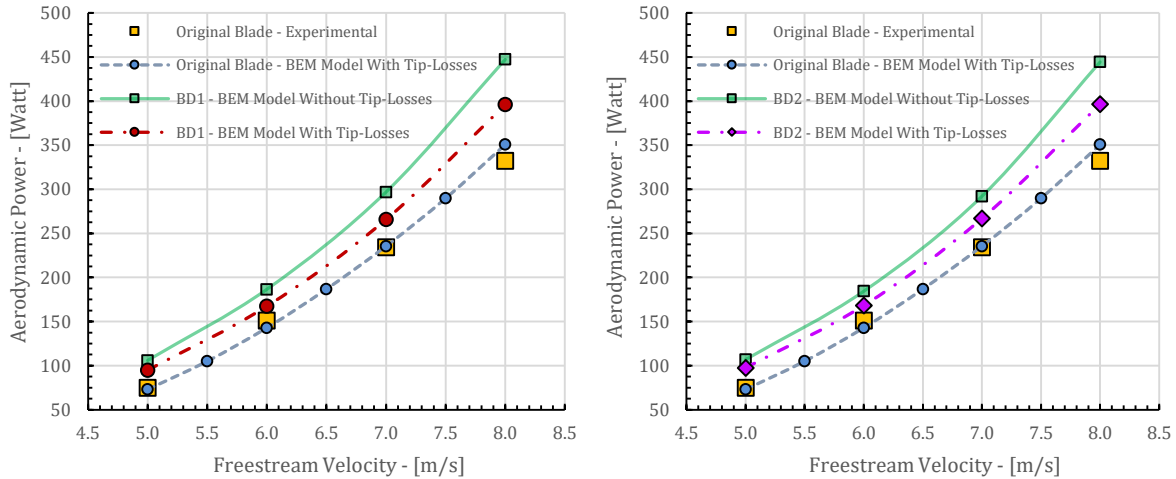 Original Blade - Experimental
Original Blade - BEM Model With Tip-Losses
BD1 - BEM Model Without Tip-Losses
BD1 - BEM Model With Tip-Losses
Aerodynamic Power - [Watt]
500
450
400
350
300
250
200
150
100
50
4.5 5.0 5.5 6.0 6.5 7.0 7.5 8.0 8.5
Freestream Velocity - [m/s]
Original Blade - Experimental
Original Blade - BEM Model With Tip-Losses
BD2 - BEM Model Without Tip-Losses
BD2 - BEM Model With Tip-Losses
Aerodynamic Power - [Watt]
500
450
400
350
300
250
200
150
100
50
4.5 5.0 5.5 6.0 6.5 7.0 7.5 8.0 8.5
Freestream Velocity - [m/s]